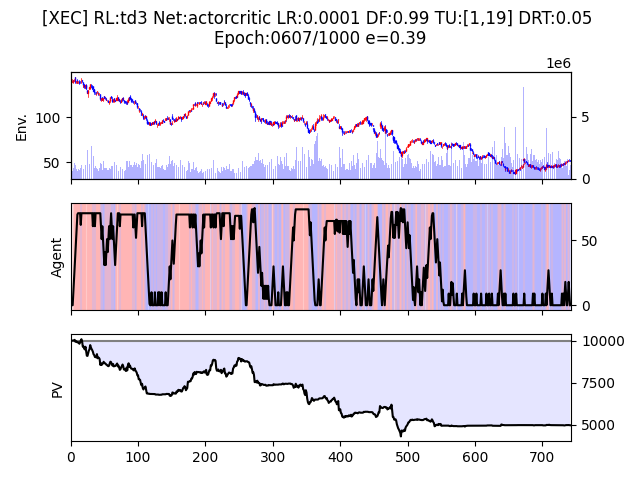 [XEC] RL:td3 Net:actorcritic LR:0.0001 DF:0.99 TU:[1,19] DRT:0.05
Epoch:0607/1000 e=0.39
1e6
Env.
100
50
5
0
Agent
50
0
PV
10000
7500
5000
0 100 200 300 400 500 600 700